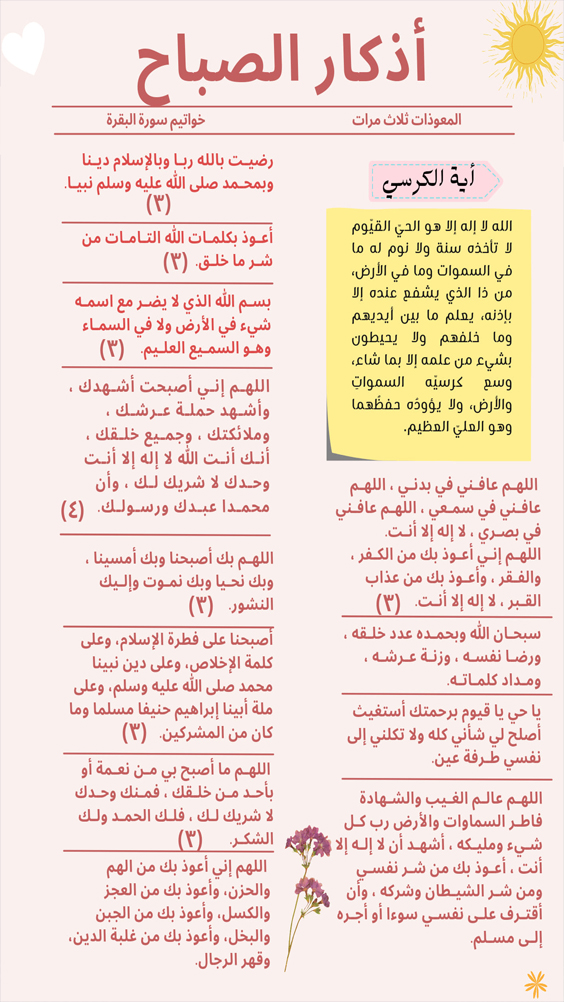 أذكار الصباح
المعوذات ثلاث مرات
خواتيم سورة البقرة
أية الكرسي
الله لا إله إلا هو الحيّ القيّوم
لا تأخذه سنة ولا نوم له ما
في السموات وما في الأرض،
من ذا الذي يشفع عنده إلا
بإذنه، يعلم ما بين أيديهم
وما خلفهم ولا يحيطون
بشيء من علمه إلا بما شاء،
وسع كرسيّه السمواتِ
والأرض، ولا يؤودُه حفظُهما
وهو العليّ العظيم.
اللهم عافني في بدني ، اللهم
عافني في سمعي ، اللهم عافني
في بصري ، لا إله إلا أنت.
اللهم إني أعوذ بك من الكفر ،
والفقر ، وأعوذ بك من عذاب
القبر ، لا إله إلا أنت. (٣)
سبحان الله وبحمده عدد خلقه ،
ورضا نفسه ، وزنة عرشه ،
ومداد كلماته.
يا حي يا قيوم برحمتك أستغيث
أصلح لي شأني كله ولا تكلني إلى
نفسي طرفة عين.
اللهم عالم الغيب والشهادة
فاطر السماوات والأرض رب كل
شيء ومليكه ، أشهد أن لا إله إلا
أنت ، أعوذ بك من شر نفسي
ومن شر الشيطان وشركه ، وأن
أقترف على نفسي سوءا أو أجره
إلى مسلم.
رضيت بالله ربا وبالإسلام دينا
وبمحمد صلى الله عليه وسلم نبيا.
(٣)
أعوذ بكلمات الله التامات من
شر ما خلق. (٣)
بسم الله الذي لا يضر مع اسمه
شيء في الأرض ولا في السماء
وهو السميع العليم. (٣)
اللهم إني أصبحت أشهدك ،
وأشهد حملة عرشك ،
وملائكتك ، وجميع خلقك ،
أنك أنت الله لا إله إلا أنت
وحدك لا شريك لك ، وأن
محمدا عبدك ورسولك. (٤)
اللهم بك أصبحنا وبك أمسينا ،
وبك نحيا وبك نموت وإليك
النشور. (٣)
أصبحنا على فطرة الإسلام، وعلى
كلمة الإخلاص، وعلى دين نبينا
محمد صلى الله عليه وسلم، وعلى
ملة أبينا إبراهيم حنيفا مسلما وما
كان من المشركين. (٣)
اللهم ما أصبح بي من نعمة أو
بأحد من خلقك ، فمنك وحدك
لا شريك لك ، فلك الحمد ولك
الشكر. (٣)
اللهم إني أعوذ بك من الهم
والحزن، وأعوذ بك من العجز
والكسل، وأعوذ بك من الجبن
والبخل، وأعوذ بك من غلبة الدين،
وقهر الرجال.